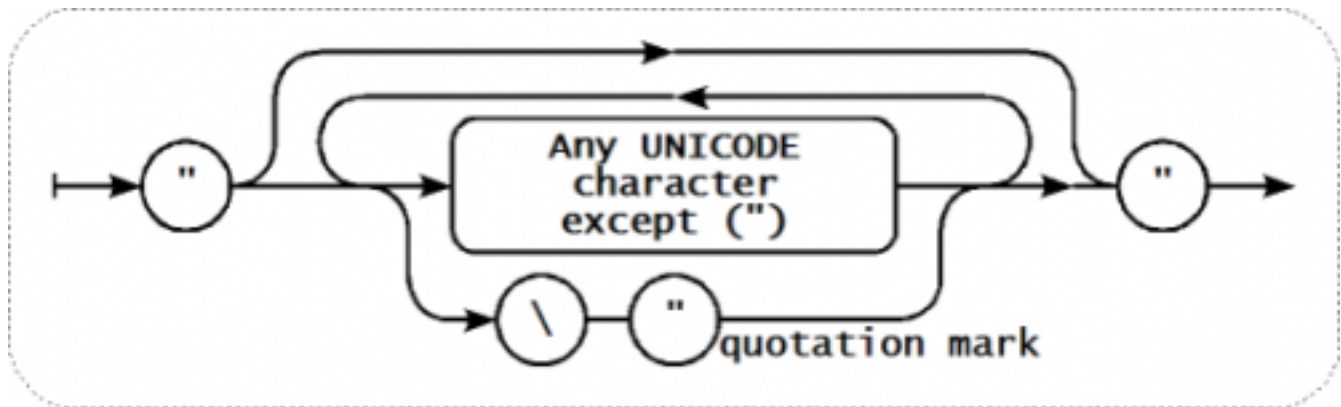 "
Any UNICODE
character
except (")
"
\
"
quotation mark